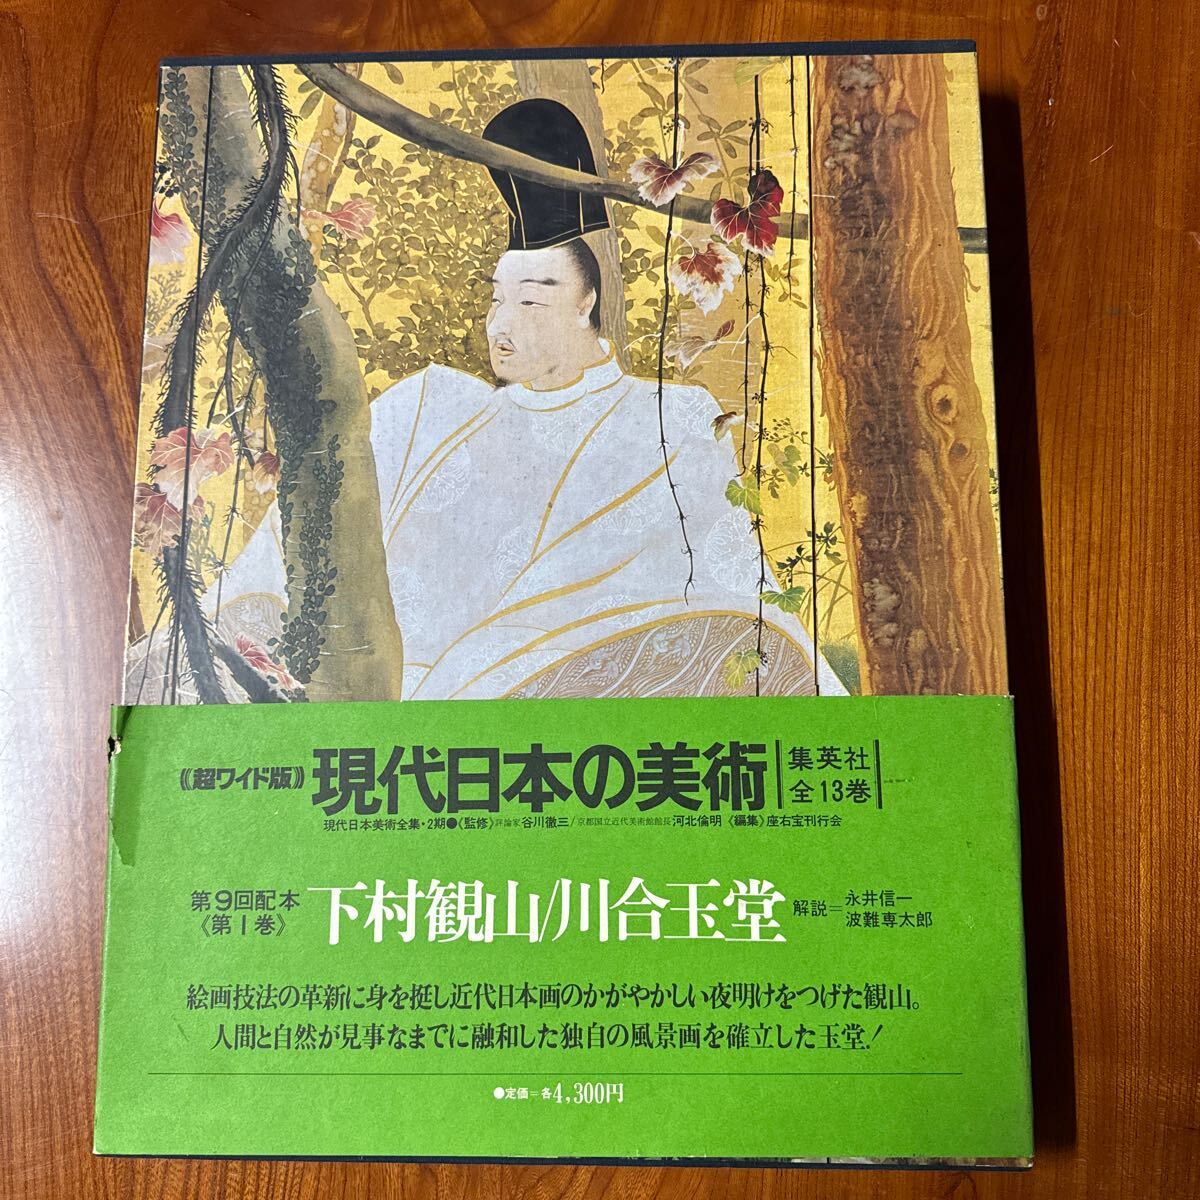 《超ワイド版》現代日本の美術 集英社 全13巻
現代日本美術全集・2期●《監修》評論家 谷川徹三/京都国立近代美術館館長 河北倫明《編集》座右宝刊行会
第9回配本
《第1巻》
下村観山/川合玉堂
解説=永井信一
波難専太郎
絵画技法の革新に身を挺し近代日本画のかがやかしい夜明けをつげた観山。
人間と自然が見事なまでに融和した独自の風景画を確立した玉堂!
●定価=各4,300円